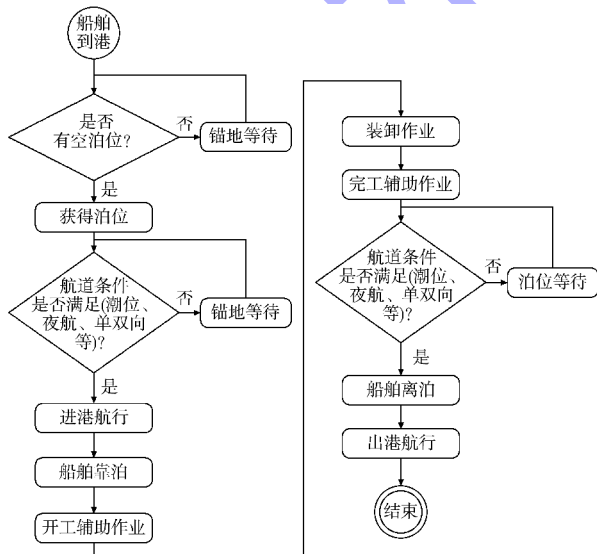 船舶
到港
是否
有空泊位?
否
锚地等待
是
获得泊位
航道条件
是否满足(潮位、
夜航、单双向
等)?
否
锚地等待
是
进港航行
船舶靠泊
开工辅助作业
装卸作业
完工辅助作业
航道条件
是否满足(潮位、
夜航、单双向
等)?
否
泊位等待
是
船舶离泊
出港航行
结束